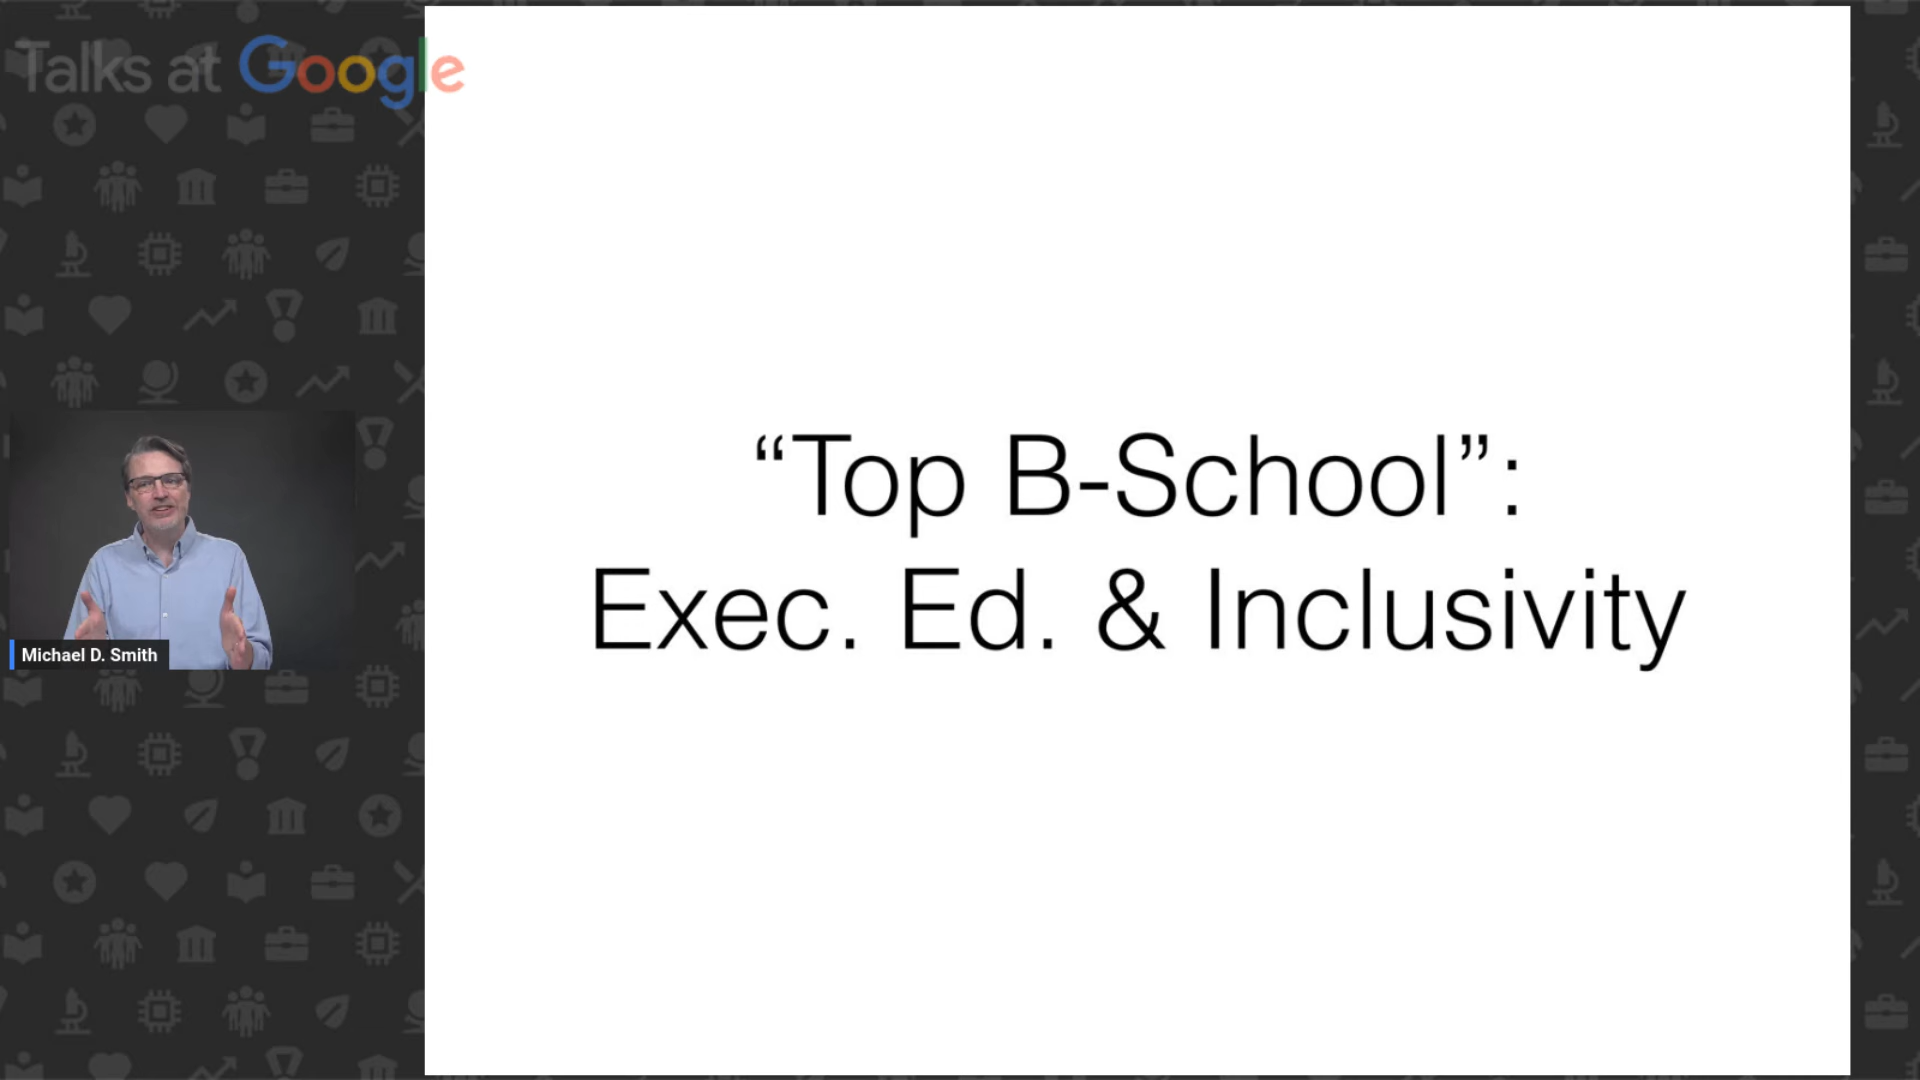 Talks at Google
“Top B-School”:
Exec. Ed. & Inclusivity
Michael D. Smith